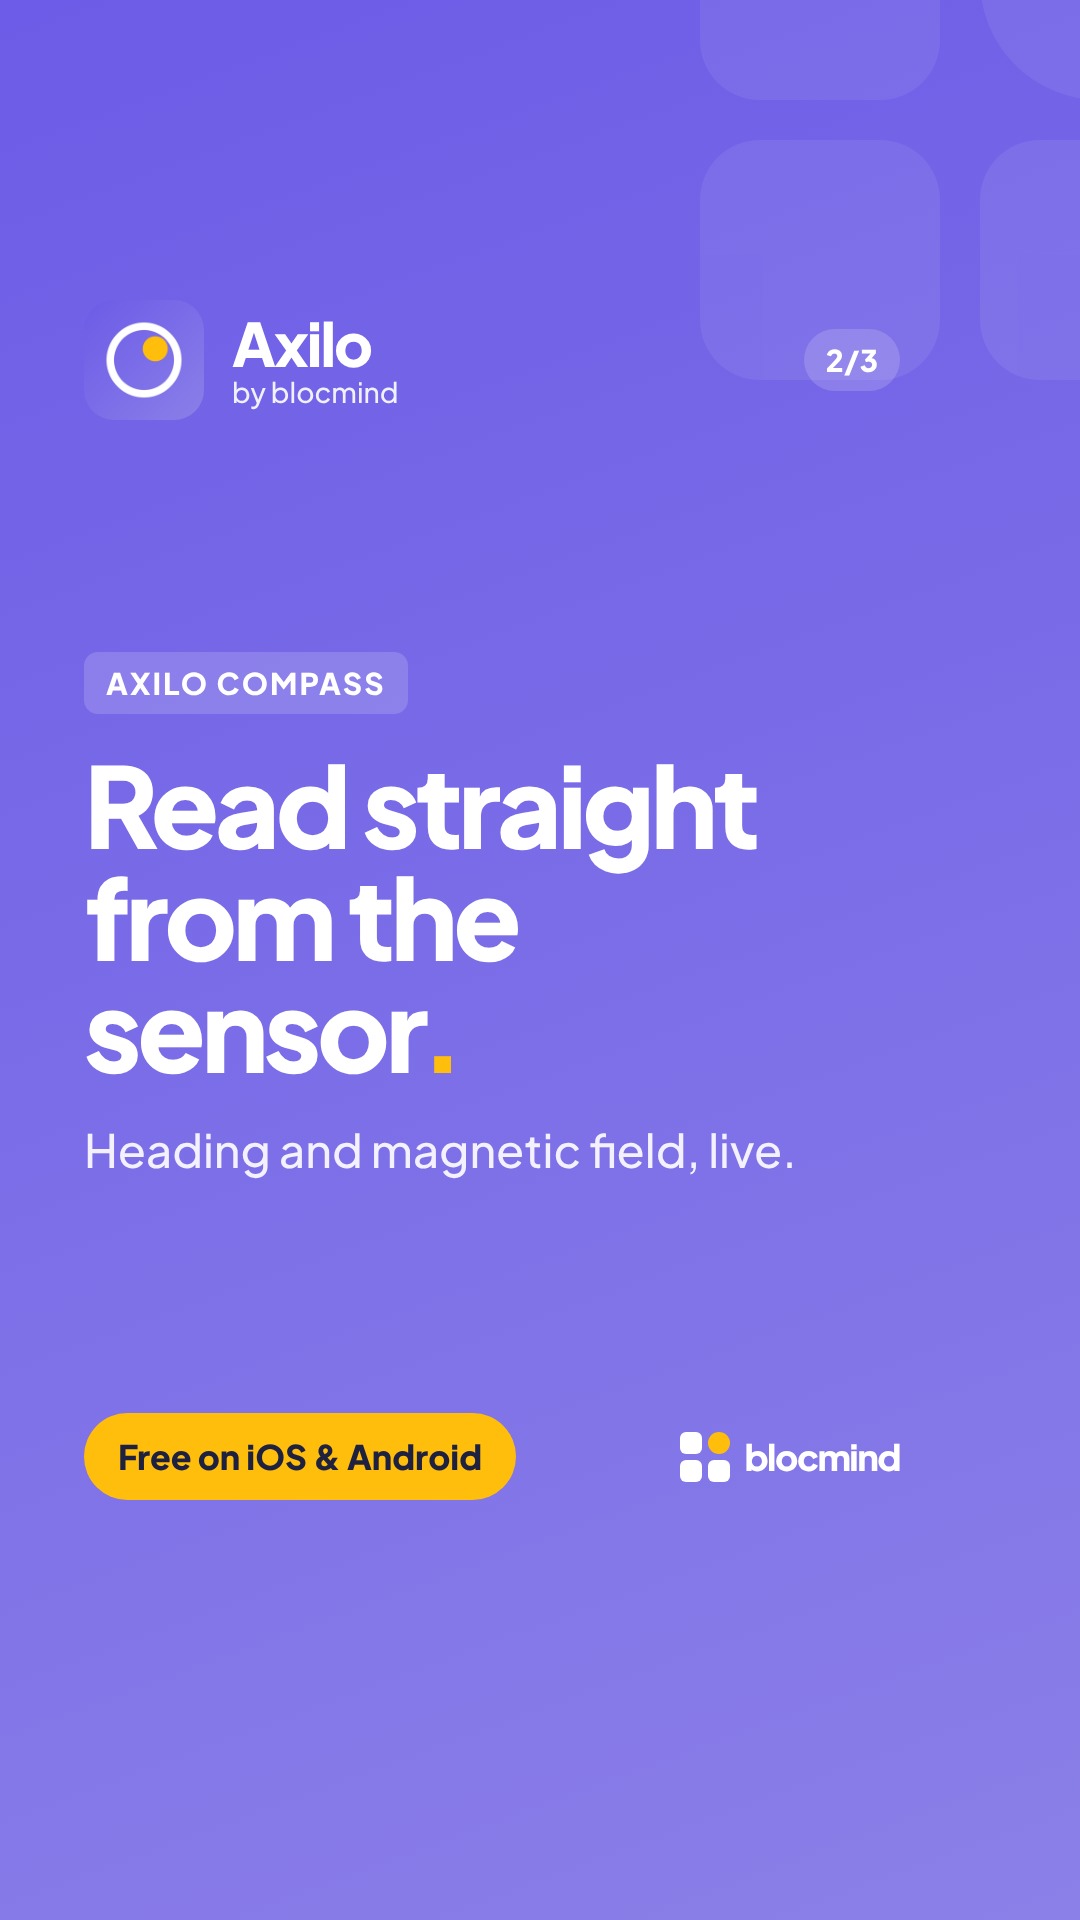 Axilo
by blocmind
2/3
AXILO COMPASS
Read straight
from the
sensor.
Heading and magnetic field, live.
Free on iOS & Android
blocmind